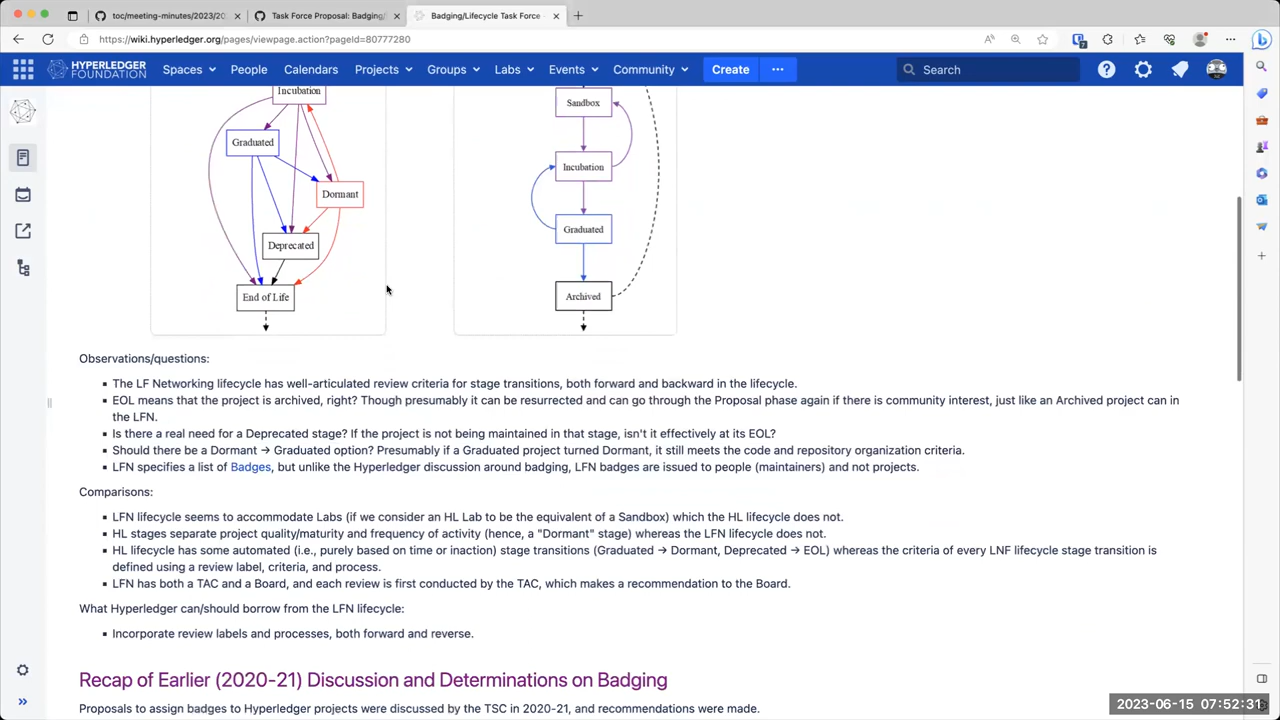 toc/meeting-minutes/2023/20
Task Force Proposal: Badging/
Badging/Lifecycle Task Force
https://wiki.hyperledger.org/pages/viewpage.action?pageId=80777280
HYPERLEDGER
FOUNDATION
Spaces
People
Calendars
Projects
Groups
Labs
Events
Community
Create
Search
Incubation
Graduated
Dormant
Deprecated
End of Life
Sandbox
Incubation
Graduated
Archived
Observations/questions:
The LF Networking lifecycle has well-articulated review criteria for stage transitions, both forward and backward in the lifecycle.
EOL means that the project is archived, right? Though presumably it can be resurrected and can go through the Proposal phase again if there is community interest, just like an Archived project can in
the LFN.
Is there a real need for a Deprecated stage? If the project is not being maintained in that stage, isn't it effectively at its EOL?
Should there be a Dormant → Graduated option? Presumably if a Graduated project turned Dormant, it still meets the code and repository organization criteria.
LFN specifies a list of Badges, but unlike the Hyperledger discussion around badging, LFN badges are issued to people (maintainers) and not projects.
Comparisons:
LFN lifecycle seems to accommodate Labs (if we consider an HL Lab to be the equivalent of a Sandbox) which the HL lifecycle does not.
HL stages separate project quality/maturity and frequency of activity (hence, a "Dormant" stage) whereas the LFN lifecycle does not.
HL lifecycle has some automated (i.e., purely based on time or inaction) stage transitions (Graduated → Dormant, Deprecated → EOL) whereas the criteria of every LNF lifecycle stage transition is
defined using a review label, criteria, and process.
LFN has both a TAC and a Board, and each review is first conducted by the TAC, which makes a recommendation to the Board.
What Hyperledger can/should borrow from the LFN lifecycle:
Incorporate review labels and processes, both forward and reverse.
Recap of Earlier (2020-21) Discussion and Determinations on Badging
Proposals to assign badges to Hyperledger projects were discussed by the TSC in 2020-21, and recommendations were made.
2023-06-15 07:52:31